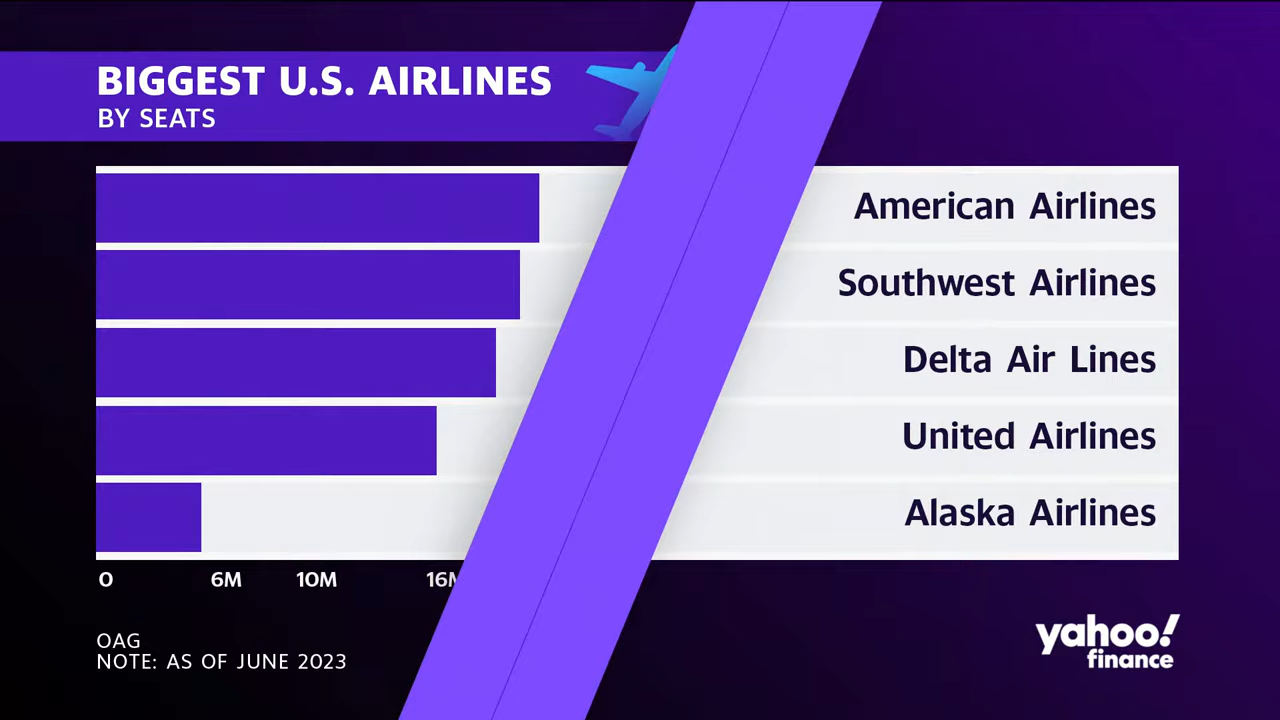 BIGGEST U.S. AIRLINES
BY SEATS
American Airlines
Southwest Airlines
Delta Air Lines
United Airlines
Alaska Airlines
0 6M 10M 16M
OAG
NOTE: AS OF JUNE 2023
yahoo!
finance